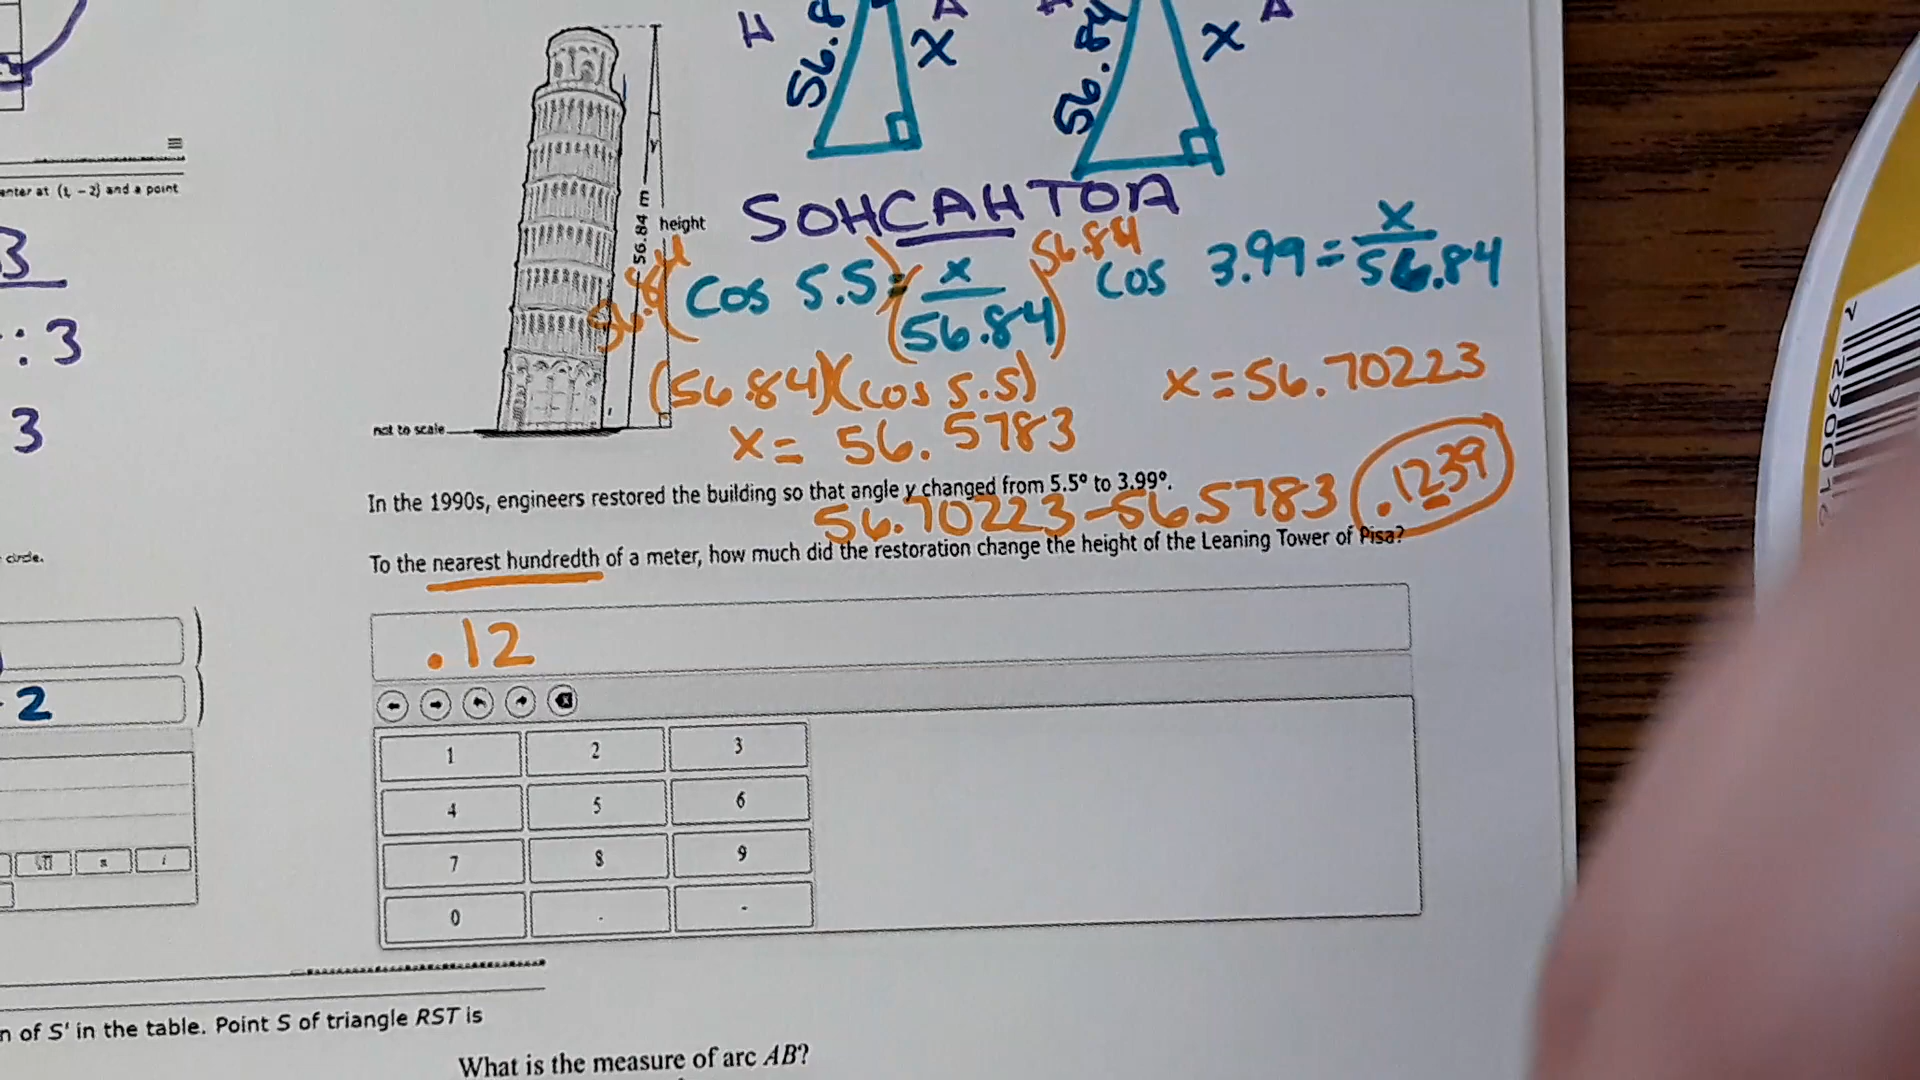 H
A
A
56.8
x
56.84
x
enter at (1, – 2) and a point
56.84 m
y
height
SOHCAHTOA
3
: 3
3
56.84 (cos 5.5) = (x/56.84) 56.84
cos 3.99 = x/56.84
(56.84)(cos 5.5)
x = 56.70223
not to scale
x = 56.5783
In the 1990s, engineers restored the building so that angle y changed from 5.5° to 3.99°.
56.70223 – 56.5783 .1239
circle.
To the nearest hundredth of a meter, how much did the restoration change the height of the Leaning Tower of Pisa?
.12
2
1 2 3
4 5 6
7 8 9
0 . -
π i
n of S' in the table. Point S of triangle RST is
What is the measure of arc AB?